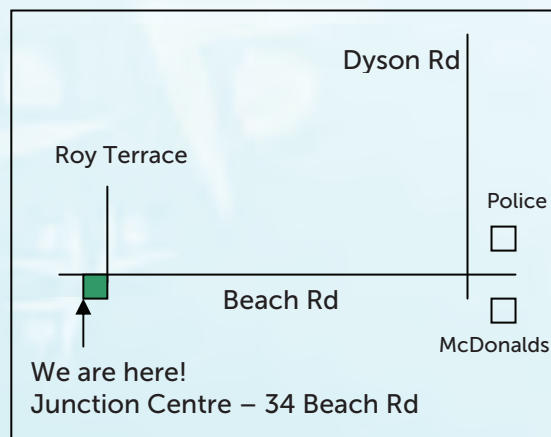 Dyson Rd
Roy Terrace
Police
Beach Rd
McDonalds
We are here!
Junction Centre – 34 Beach Rd